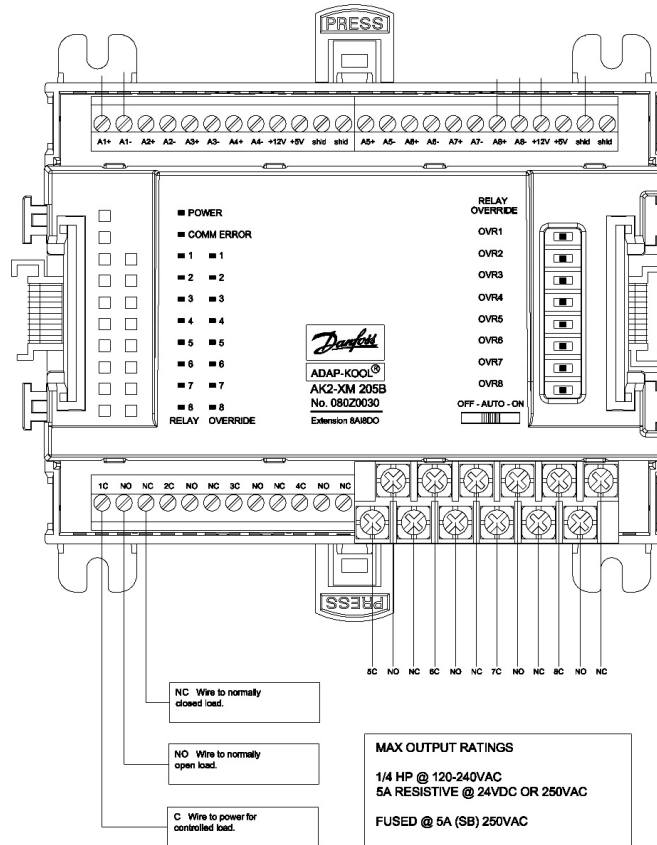 PRESS
A1+ A1- A2+ A2- A3+ A3- A4+ A4- +12V +5V shld shld A5+ A5- A6+ A6- A7+ A7- A8+ A8- +12V +5V shld shld
POWER
COMM ERROR
1 1
2 2
3 3
4 4
5 5
6 6
7 7
8 8
RELAY OVERRIDE
Danfoss
ADAP-KOOL®
AK2-XM 205B
No. 080Z0030
Extension 8AI8DO
RELAY
OVERRIDE
OVR1
OVR2
OVR3
OVR4
OVR5
OVR6
OVR7
OVR8
OFF - AUTO - ON
1C NO NC 2C NO NC 3C NO NC 4C NO NC
PRESS
5C NO NC 6C NO NC 7C NO NC 8C NO NC
NC Wire to normally
closed load.
NO Wire to normally
open load.
C Wire to power for
controlled load.
MAX OUTPUT RATINGS
1/4 HP @ 120-240VAC
5A RESISTIVE @ 24VDC OR 250VAC
FUSED @ 5A (SB) 250VAC